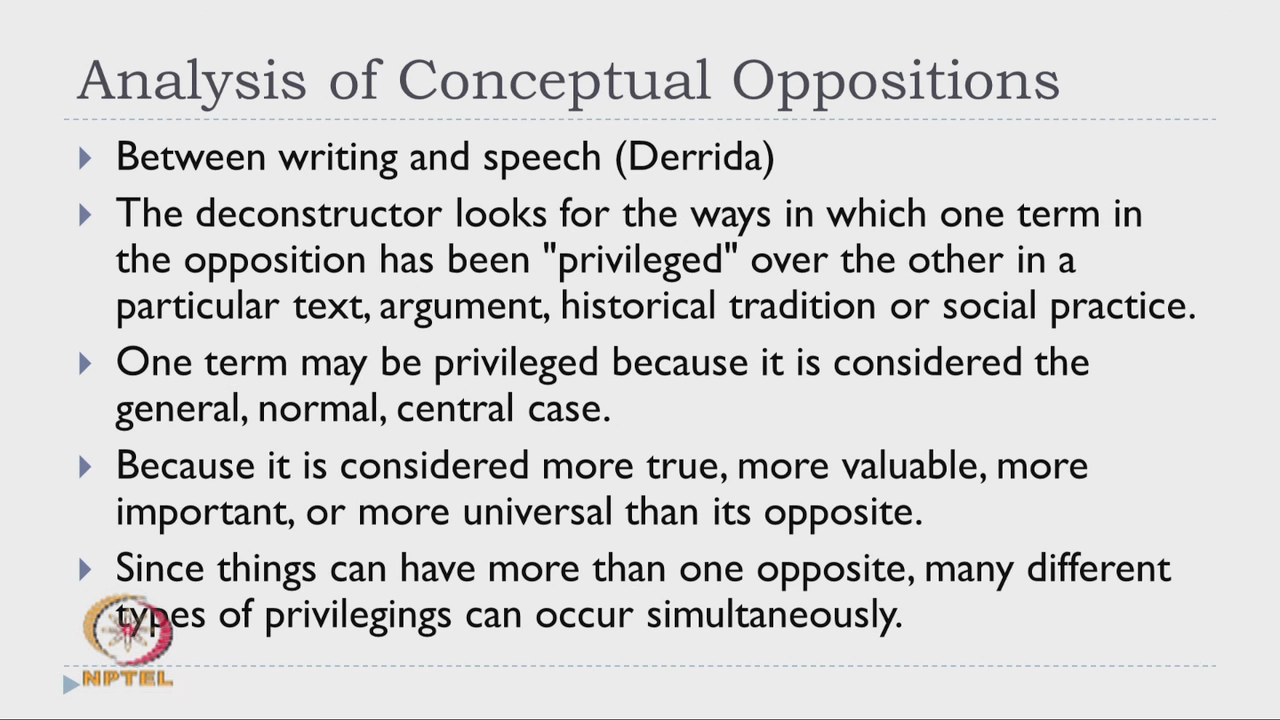 Analysis of Conceptual Oppositions
Between writing and speech (Derrida)
The deconstructor looks for the ways in which one term in
the opposition has been "privileged" over the other in a
particular text, argument, historical tradition or social practice.
One term may be privileged because it is considered the
general, normal, central case.
Because it is considered more true, more valuable, more
important, or more universal than its opposite.
Since things can have more than one opposite, many different
types of privilegings can occur simultaneously.
NPTEL